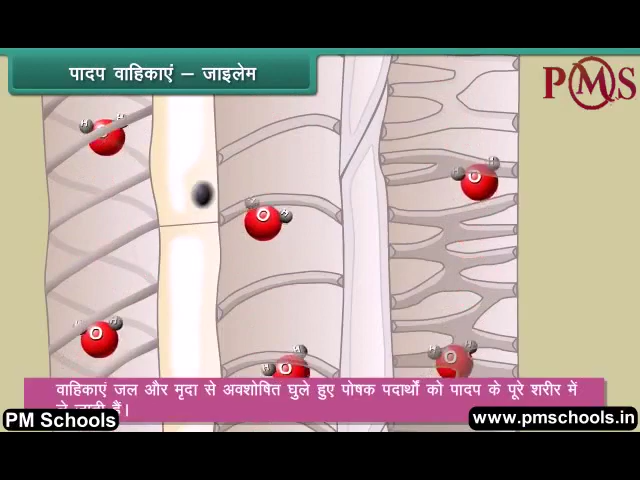 पादप वाहिकाएं – जाइलेम
PMS
H
H
O
H
H
O
H
H
O
H
O
H
H
O
H
H
O
वाहिकाएं जल और मृदा से अवशोषित घुले हुए पोषक पदार्थों को पादप के पूरे शरीर में
हैं।
PM Schools
www.pmschools.in